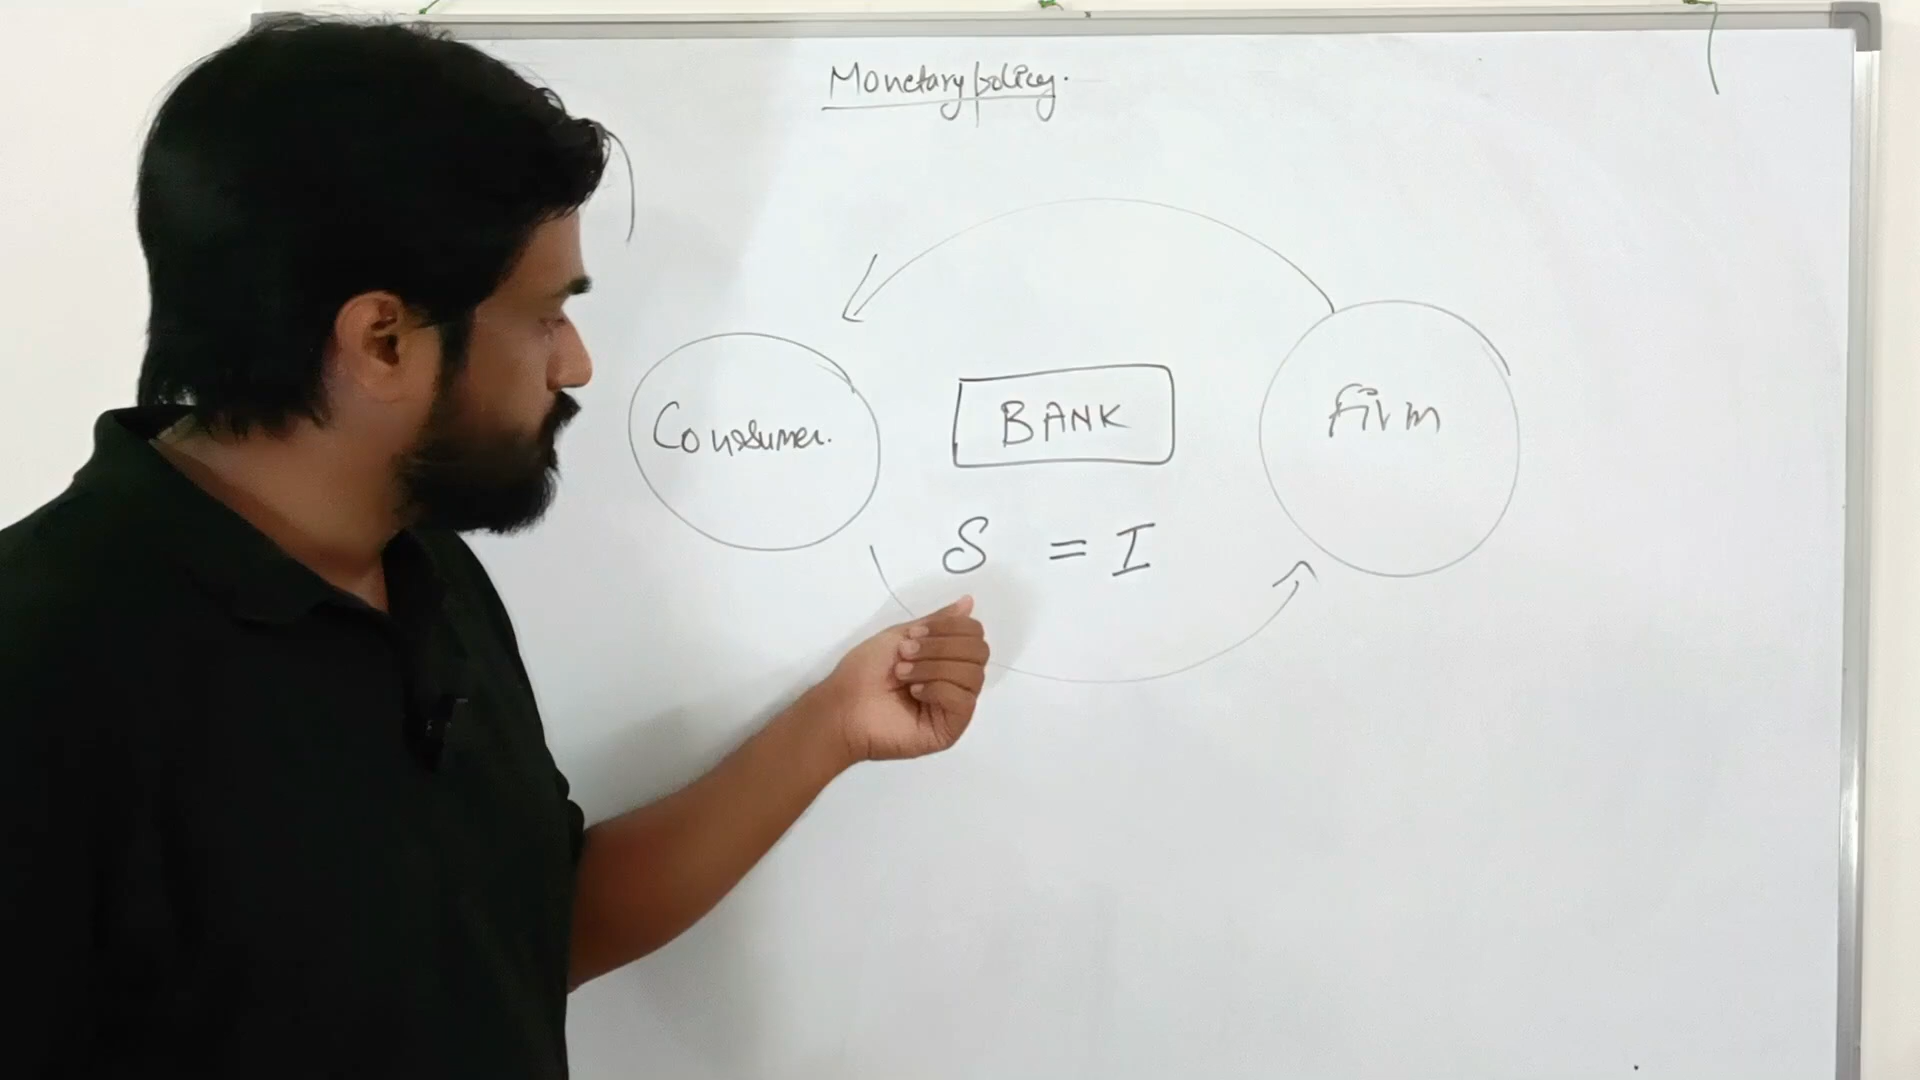 Monetary policy.
Consumer.
BANK
firm
S = I